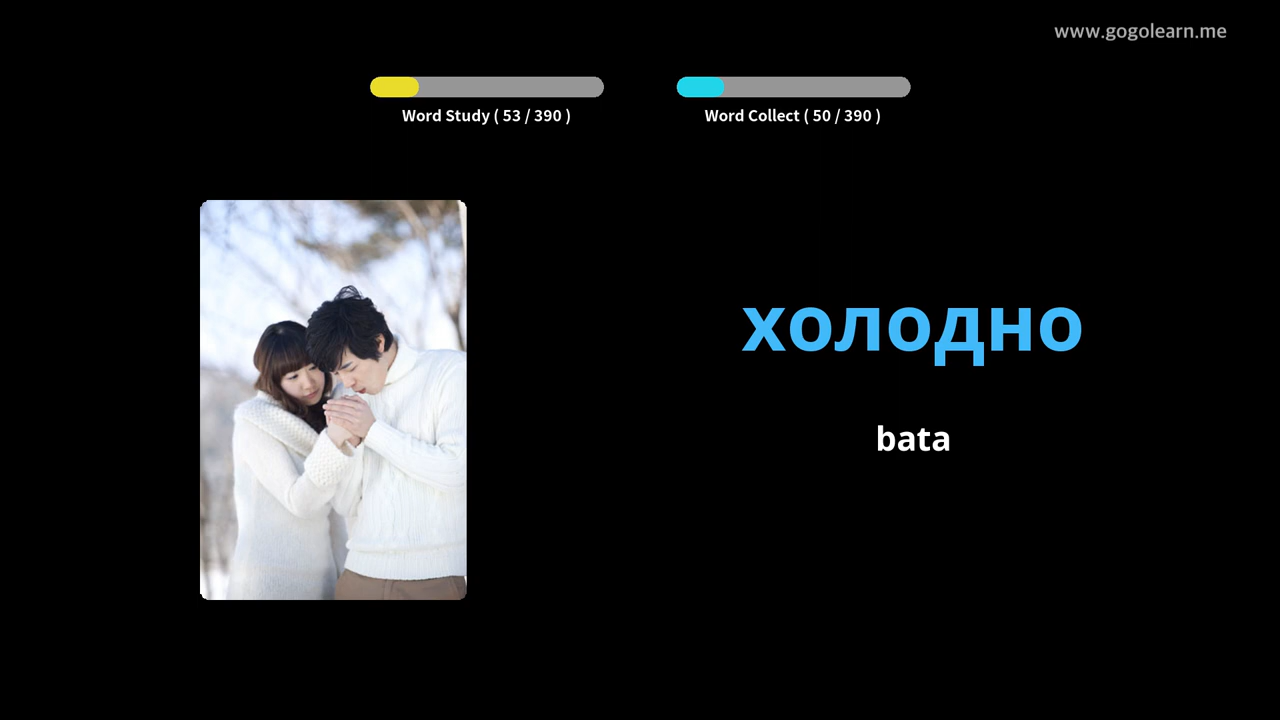 www.gogolearn.me
Word Study ( 53 / 390 )
Word Collect ( 50 / 390 )
холодно
bata